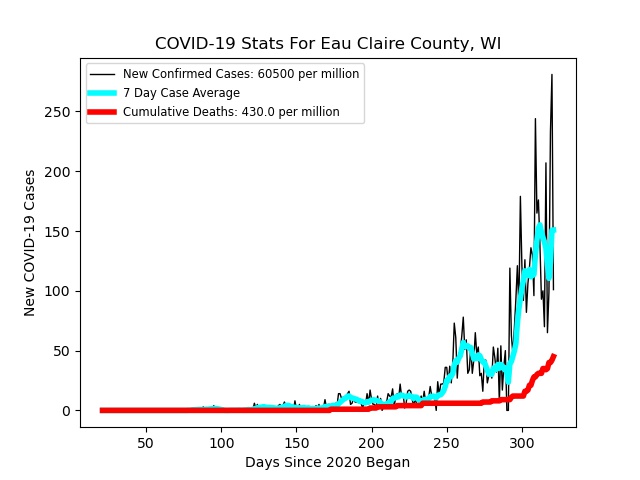 COVID-19 Stats For Eau Claire County, WI
New Confirmed Cases: 60500 per million
7 Day Case Average
Cumulative Deaths: 430.0 per million
New COVID-19 Cases
250
200
150
100
50
0
50 100 150 200 250 300
Days Since 2020 Began